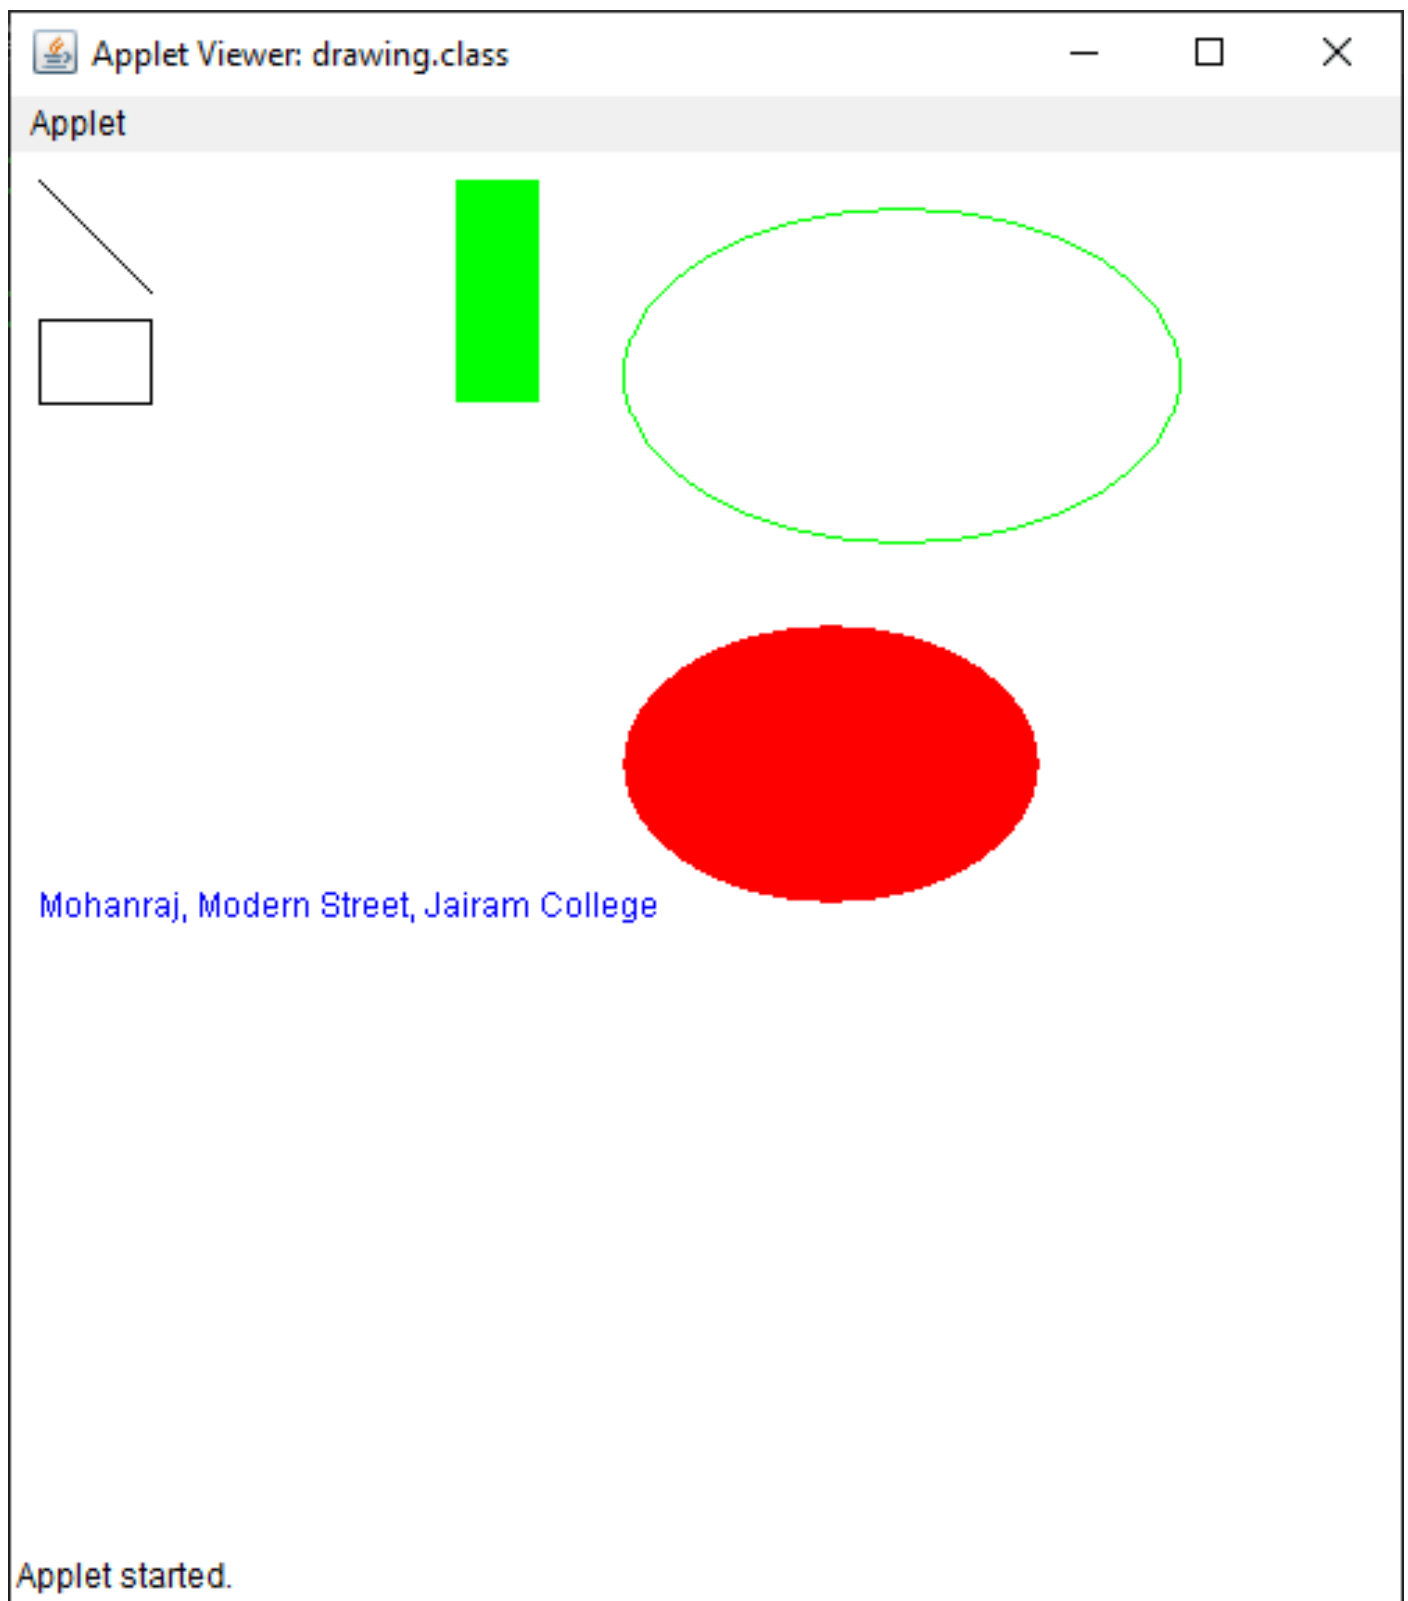 Applet Viewer: drawing.class
Applet
Mohanraj, Modern Street, Jairam College
Applet started.